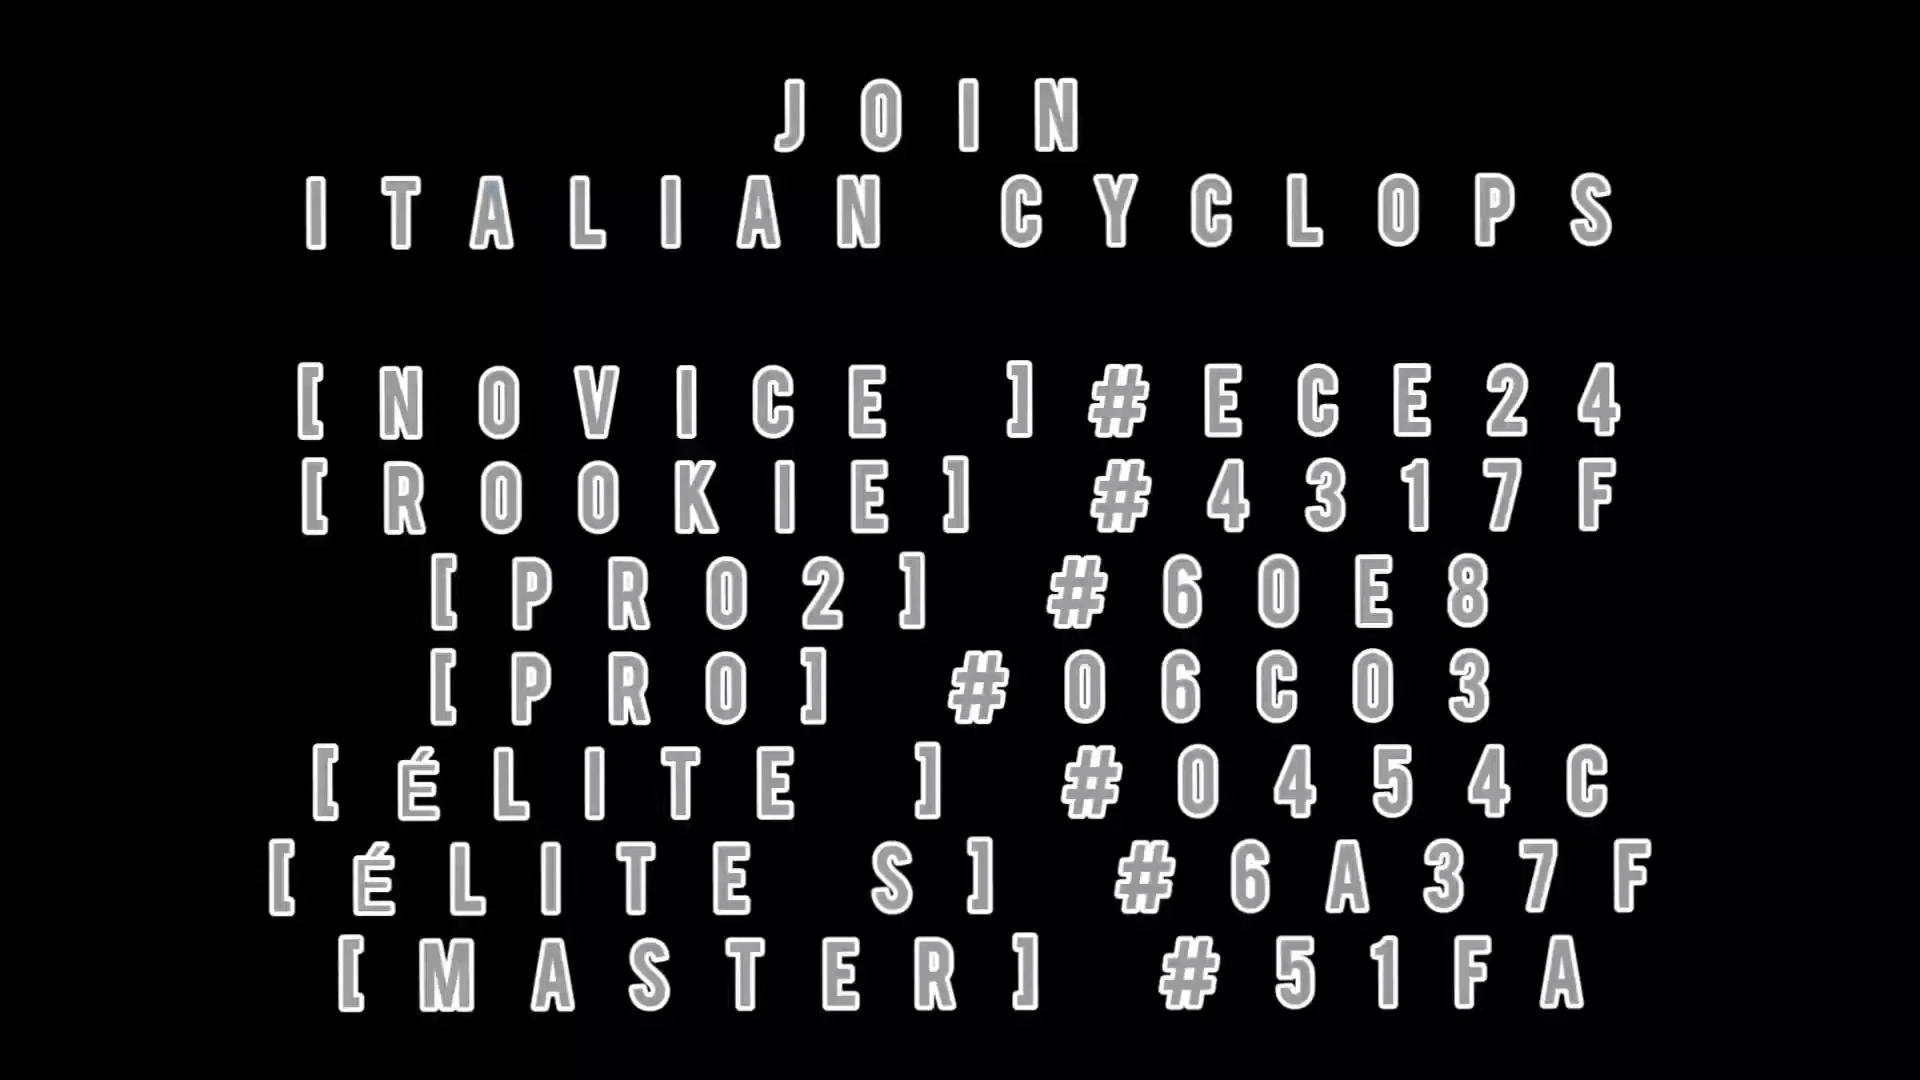 JOIN
ITALIAN CYCLOPS
[NOVICE ]#ECE24
[ROOKIE] #4317F
[PRO2] #60E8
[PRO] #06C03
[ÉLITE ] #0454C
[ÉLITE S] #6A37F
[MASTER] #51FA